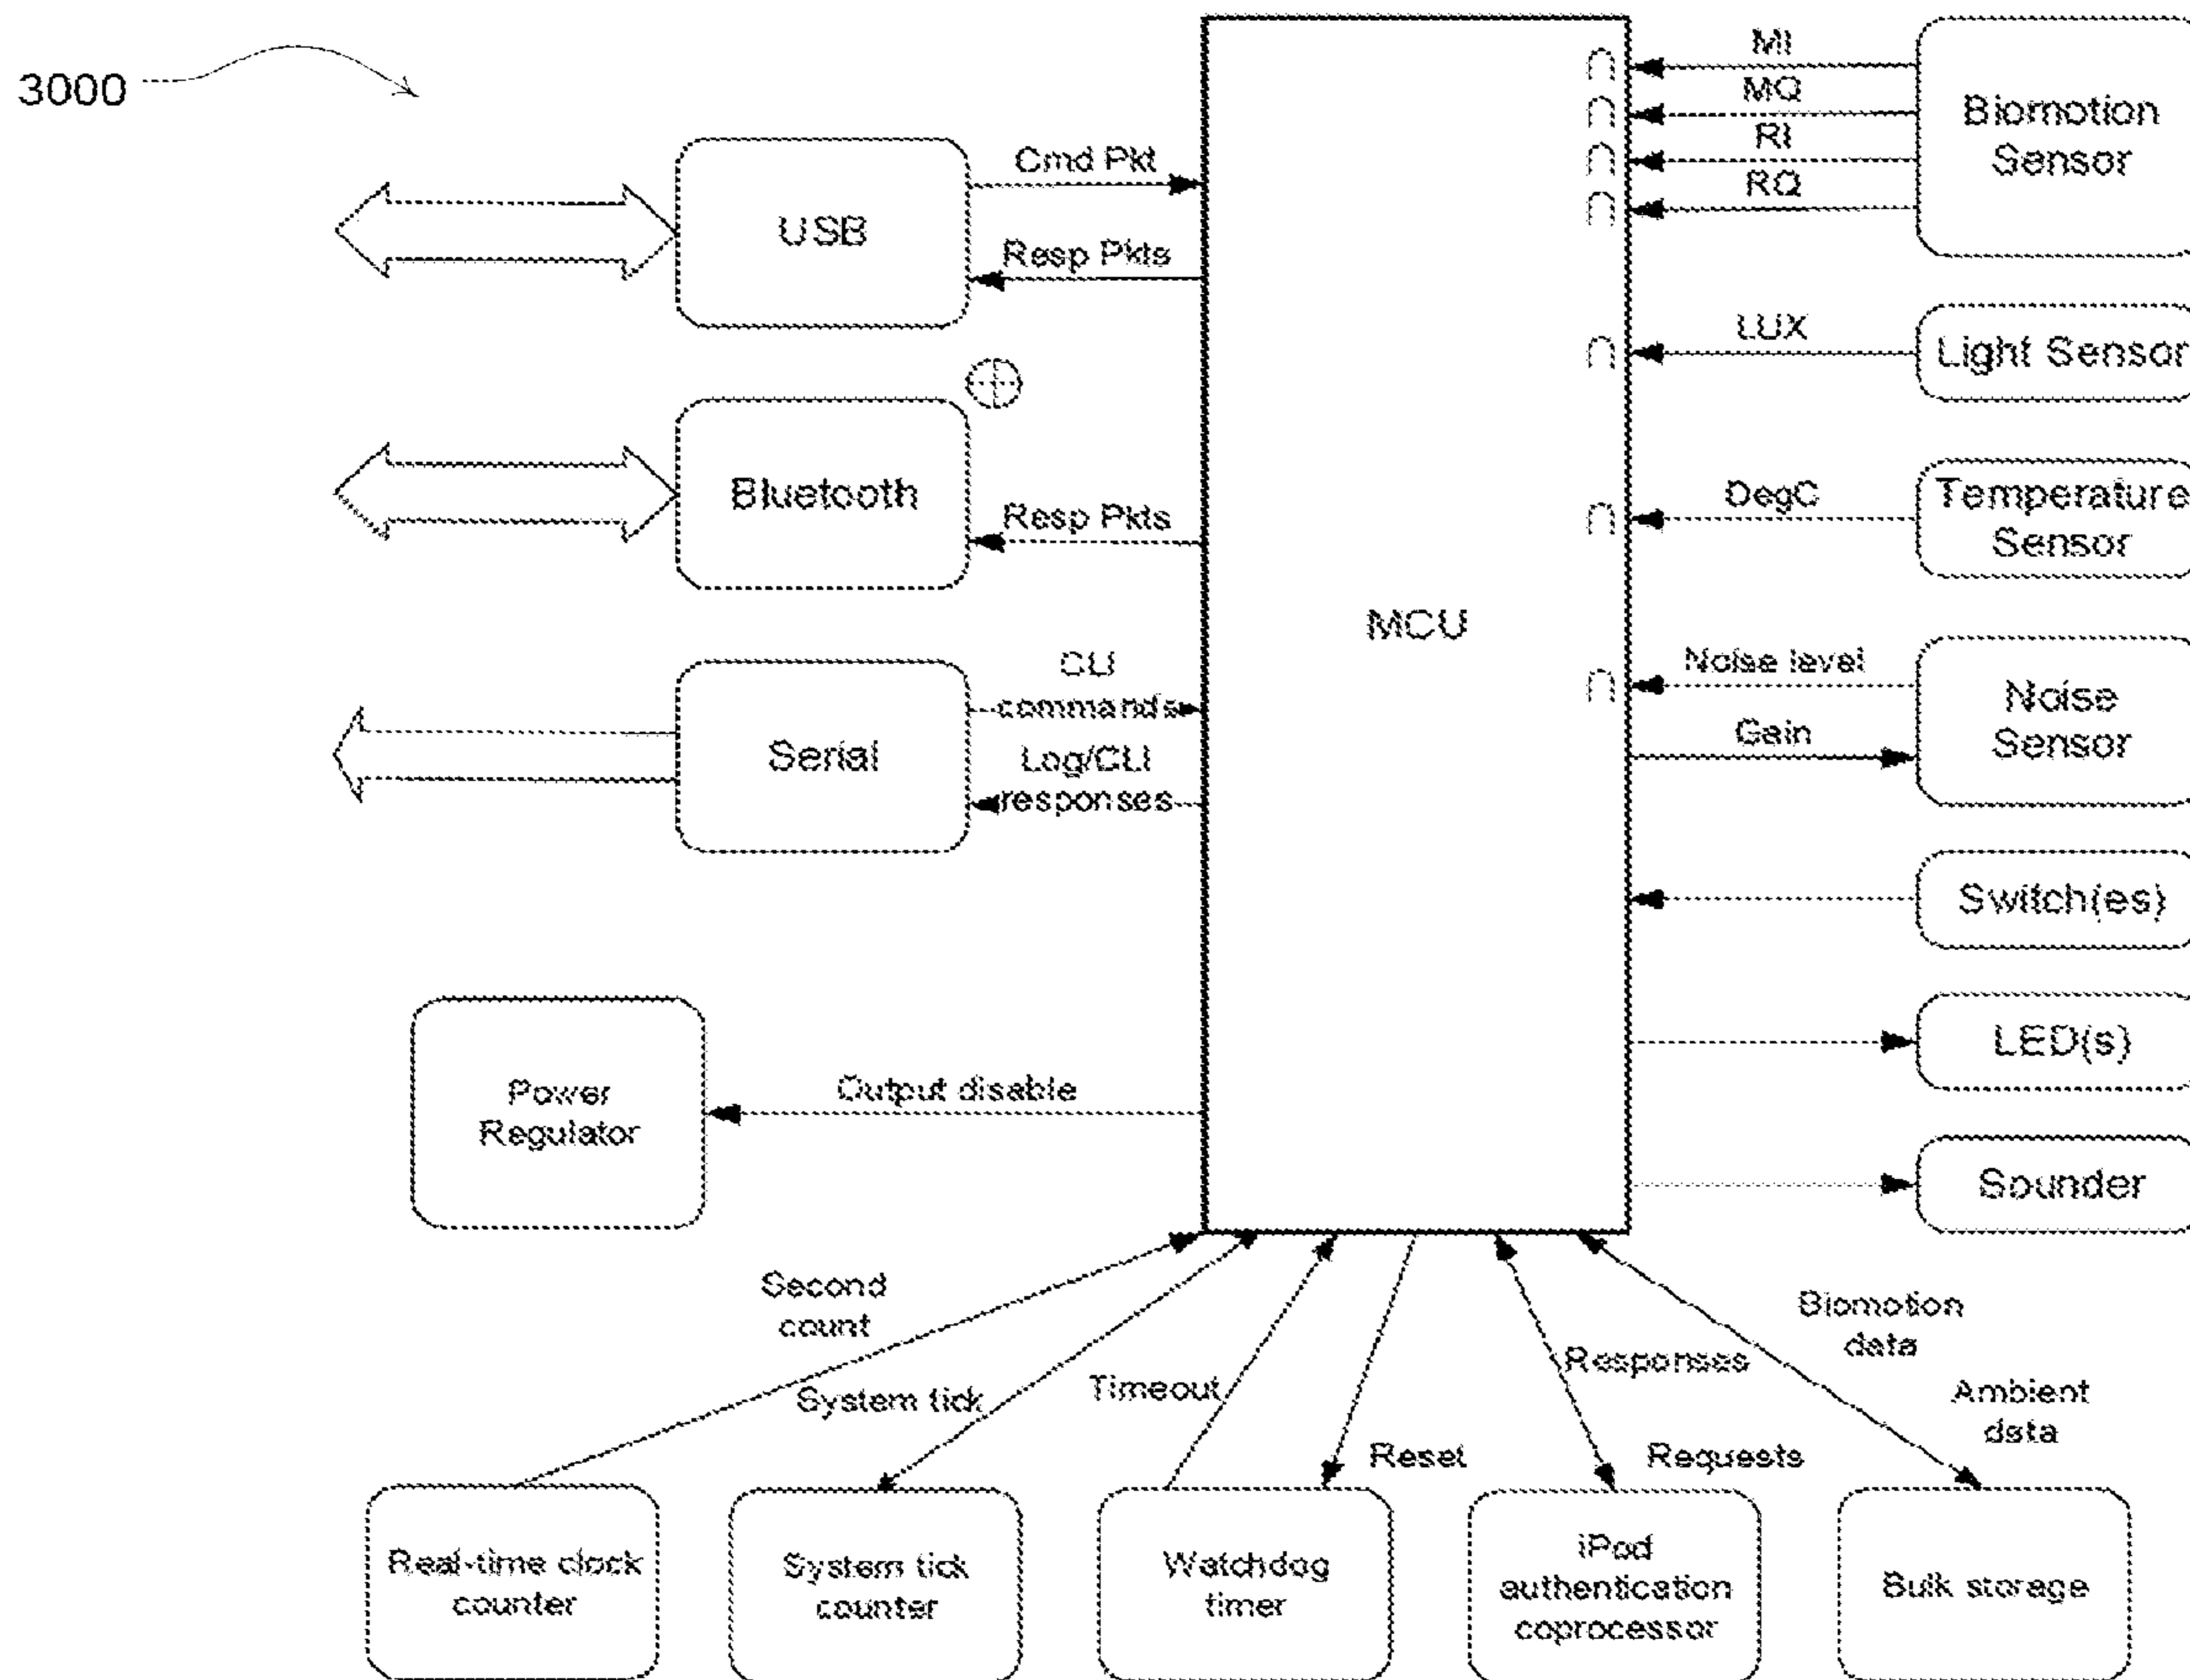 3000
USB
Cmd Pkt
Resp Pkts
Bluetooth
Resp Pkts
Serial
CLI
commands
Log/CLI
responses
Power
Regulator
Output disable
MCU
MI
MQ
RI
RQ
Biomotion
Sensor
LUX
Light Sensor
DegC
Temperature
Sensor
Noise level
Gain
Noise
Sensor
Switch(es)
LED(s)
Sounder
Second
count
System tick
Timeout
Reset
Responses
Requests
Biomotion
data
Ambient
data
Real-time clock
counter
System tick
counter
Watchdog
timer
iPod
authentication
coprocessor
Bulk storage